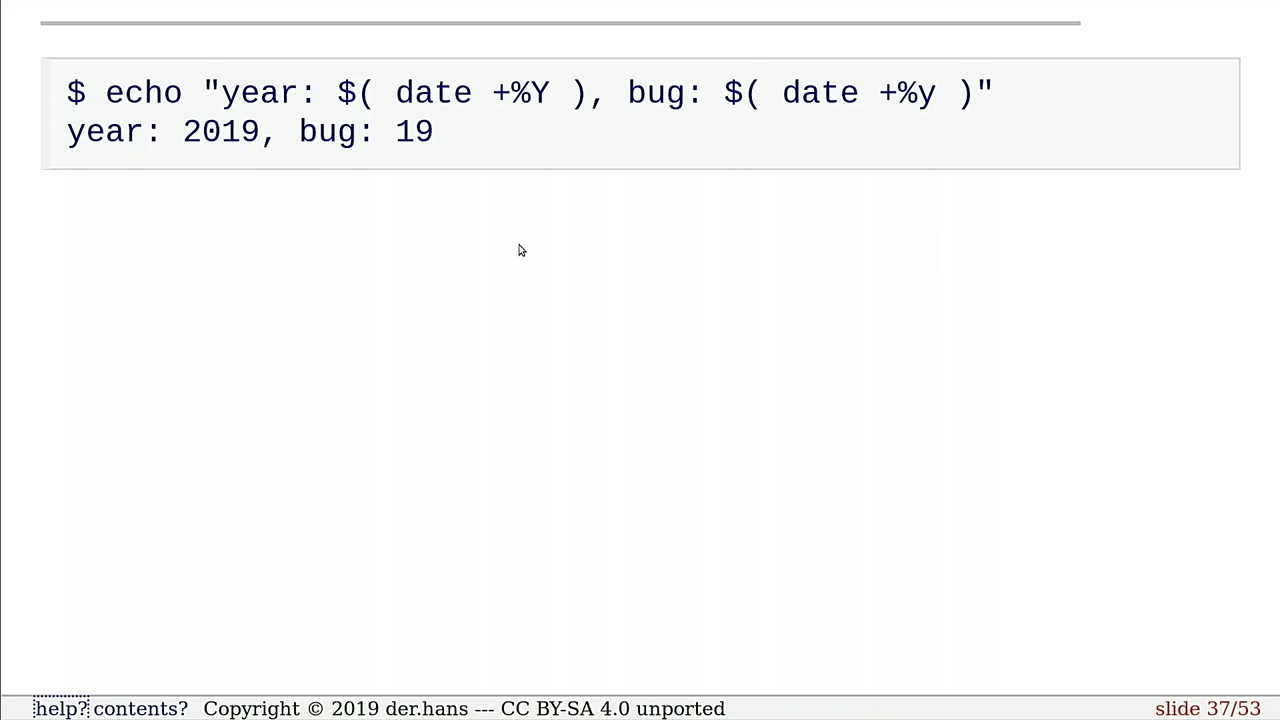 $ echo "year: $( date +%Y ), bug: $( date +%y )"
year: 2019, bug: 19
help? contents? Copyright © 2019 der.hans --- CC BY-SA 4.0 unported slide 37/53